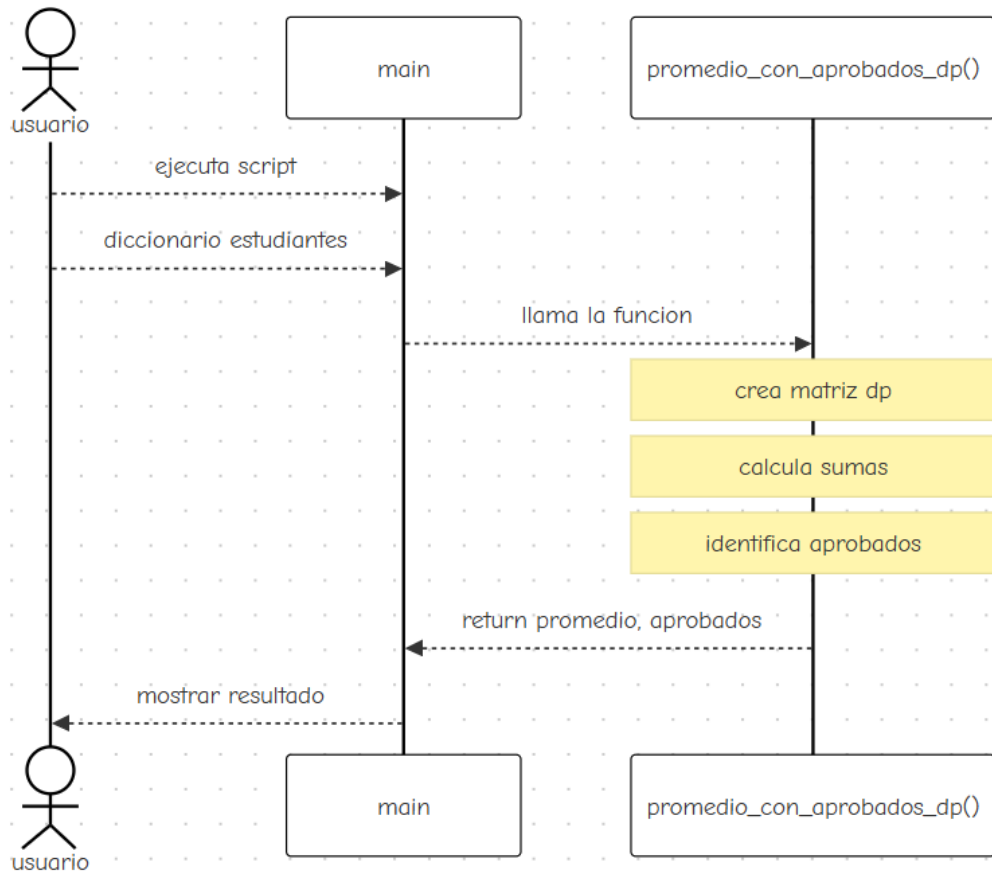 main
promedio_con_aprobados_dp()
usuario
ejecuta script
diccionario estudiantes
llama la funcion
crea matriz dp
calcula sumas
identifica aprobados
return promedio, aprobados
mostrar resultado
main
promedio_con_aprobados_dp()
usuario